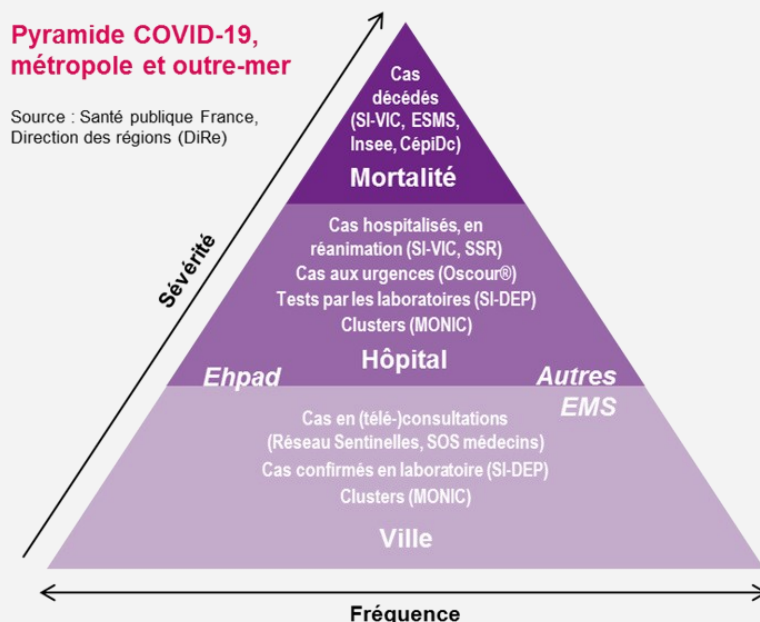 Pyramide COVID-19,
métropole et outre-mer
Source : Santé publique France,
Direction des régions (DiRe)
Sévérité
Cas
décédés
(SI-VIC, ESMS,
Insee, CépiDc)
Mortalité
Cas hospitalisés, en
réanimation (SI-VIC, SSR)
Cas aux urgences (Oscour®)
Tests par les laboratoires (SI-DEP)
Clusters (MONIC)
Hôpital
Ehpad
Autres
EMS
Cas en (télé-)consultations
(Réseau Sentinelles, SOS médecins)
Cas confirmés en laboratoire (SI-DEP)
Clusters (MONIC)
Ville
Fréquence